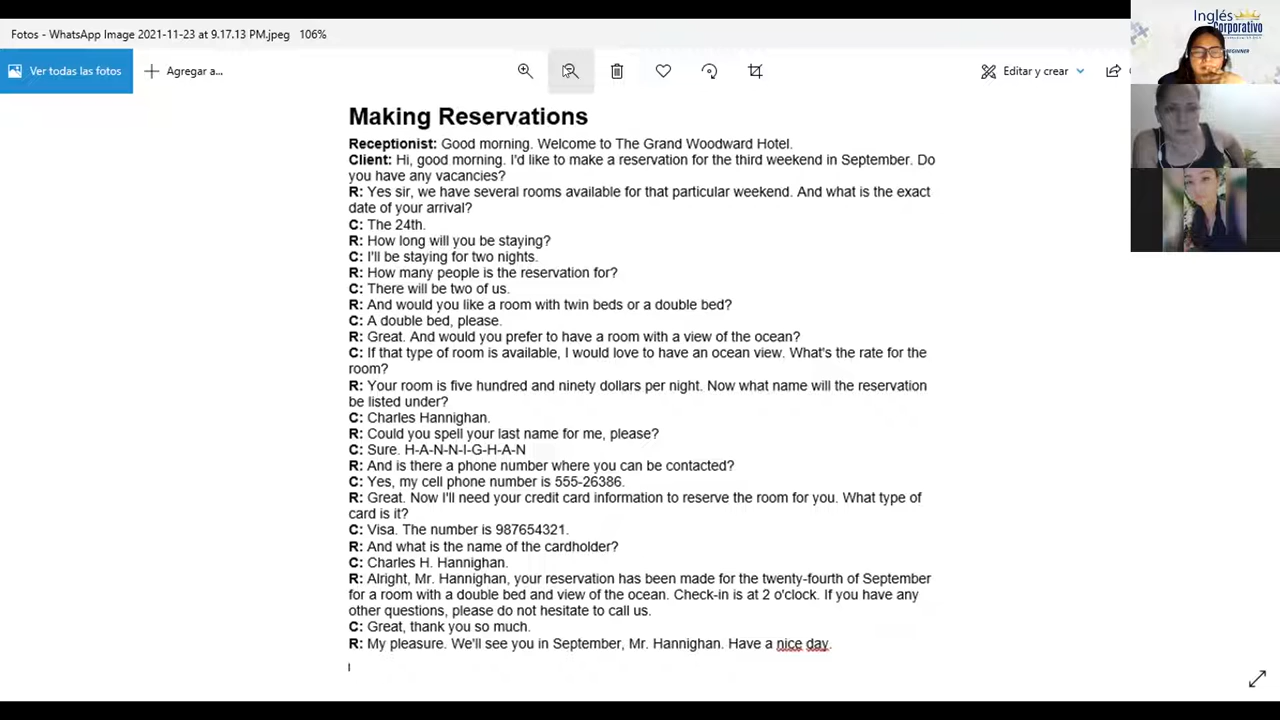 Fotos - WhatsApp Image 2021-11-23 at 9.17.13 PM.jpeg 106%
Inglés
Corporativo
BEGINNER
Ver todas las fotos
Agregar a...
Editar y crear
Making Reservations
Receptionist: Good morning. Welcome to The Grand Woodward Hotel.
Client: Hi, good morning. I'd like to make a reservation for the third weekend in September. Do
you have any vacancies?
R: Yes sir, we have several rooms available for that particular weekend. And what is the exact
date of your arrival?
C: The 24th.
R: How long will you be staying?
C: I'll be staying for two nights.
R: How many people is the reservation for?
C: There will be two of us.
R: And would you like a room with twin beds or a double bed?
C: A double bed, please.
R: Great. And would you prefer to have a room with a view of the ocean?
C: If that type of room is available, I would love to have an ocean view. What's the rate for the
room?
R: Your room is five hundred and ninety dollars per night. Now what name will the reservation
be listed under?
C: Charles Hannighan.
R: Could you spell your last name for me, please?
C: Sure. H-A-N-N-I-G-H-A-N
R: And is there a phone number where you can be contacted?
C: Yes, my cell phone number is 555-26386.
R: Great. Now I'll need your credit card information to reserve the room for you. What type of
card is it?
C: Visa. The number is 987654321.
R: And what is the name of the cardholder?
C: Charles H. Hannighan.
R: Alright, Mr. Hannighan, your reservation has been made for the twenty-fourth of September
for a room with a double bed and view of the ocean. Check-in is at 2 o'clock. If you have any
other questions, please do not hesitate to call us.
C: Great, thank you so much.
R: My pleasure. We'll see you in September, Mr. Hannighan. Have a nice day.